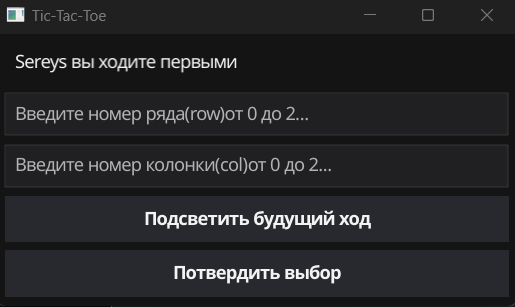 Tic-Tac-Toe
Sereys вы ходите первыми
Введите номер ряда(row)от 0 до 2...
Введите номер колонки(col)от 0 до 2...
Подсветить будущий ход
Потвердить выбор